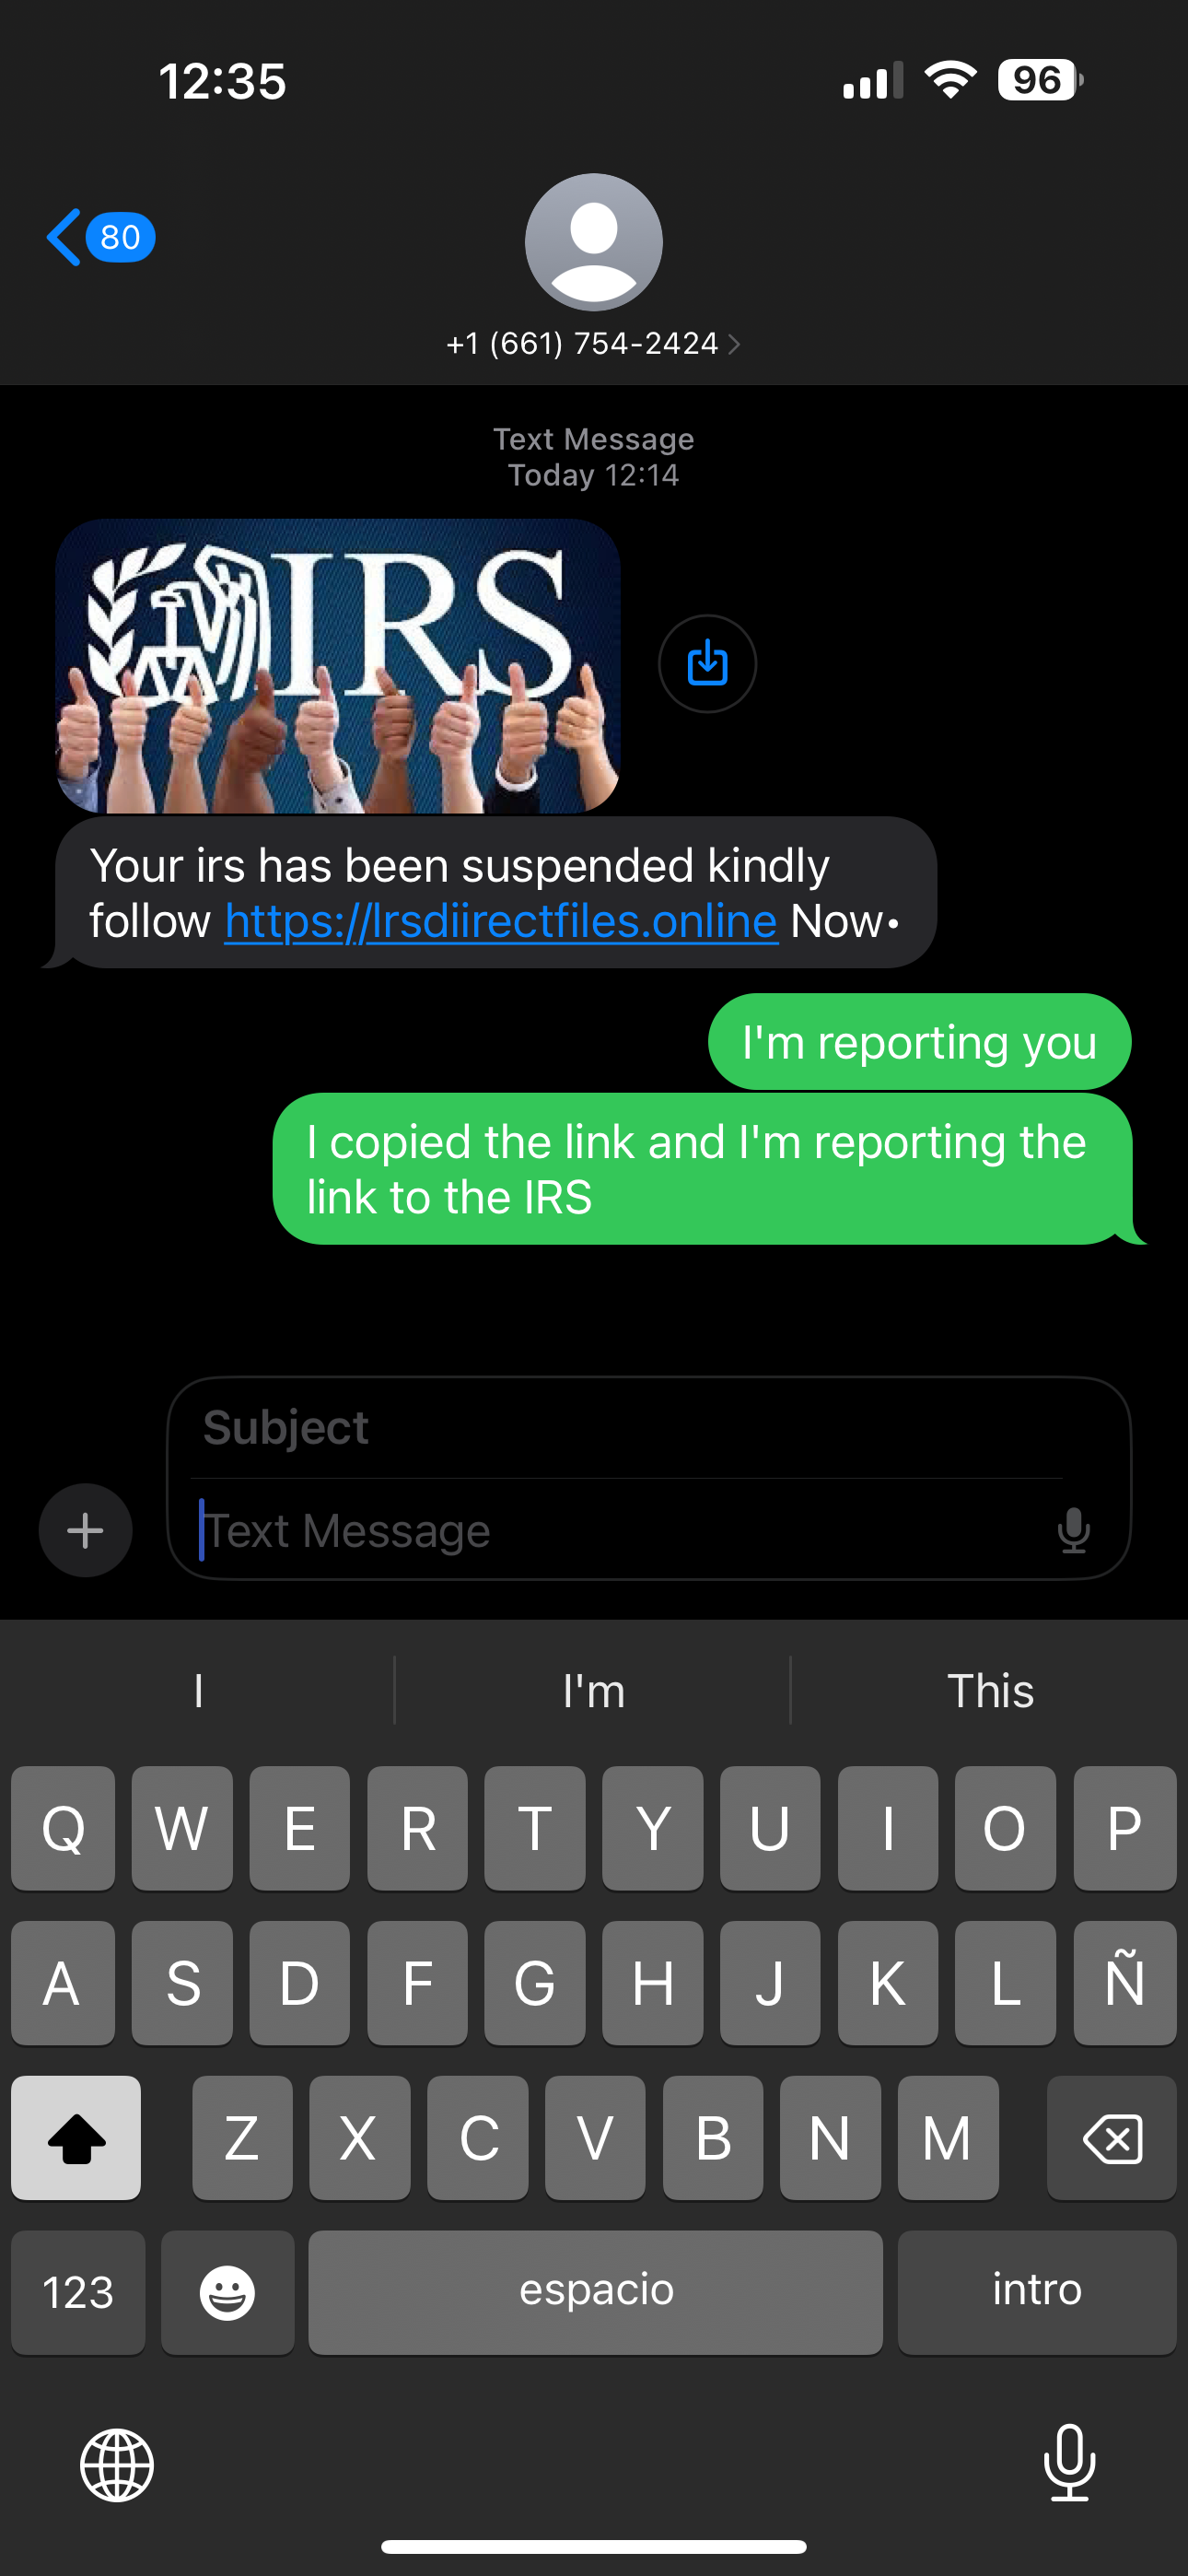 12:35
96
80
+1 (661) 754-2424
Text Message
Today 12:14
IRS
Your irs has been suspended kindly
follow https://lrsdiirectfiles.online Now•
I'm reporting you
I copied the link and I'm reporting the
link to the IRS
Subject
Text Message
I I'm This
Q W E R T Y U I O P
A S D F G H J K L Ñ
Z X C V B N M
123 espacio intro